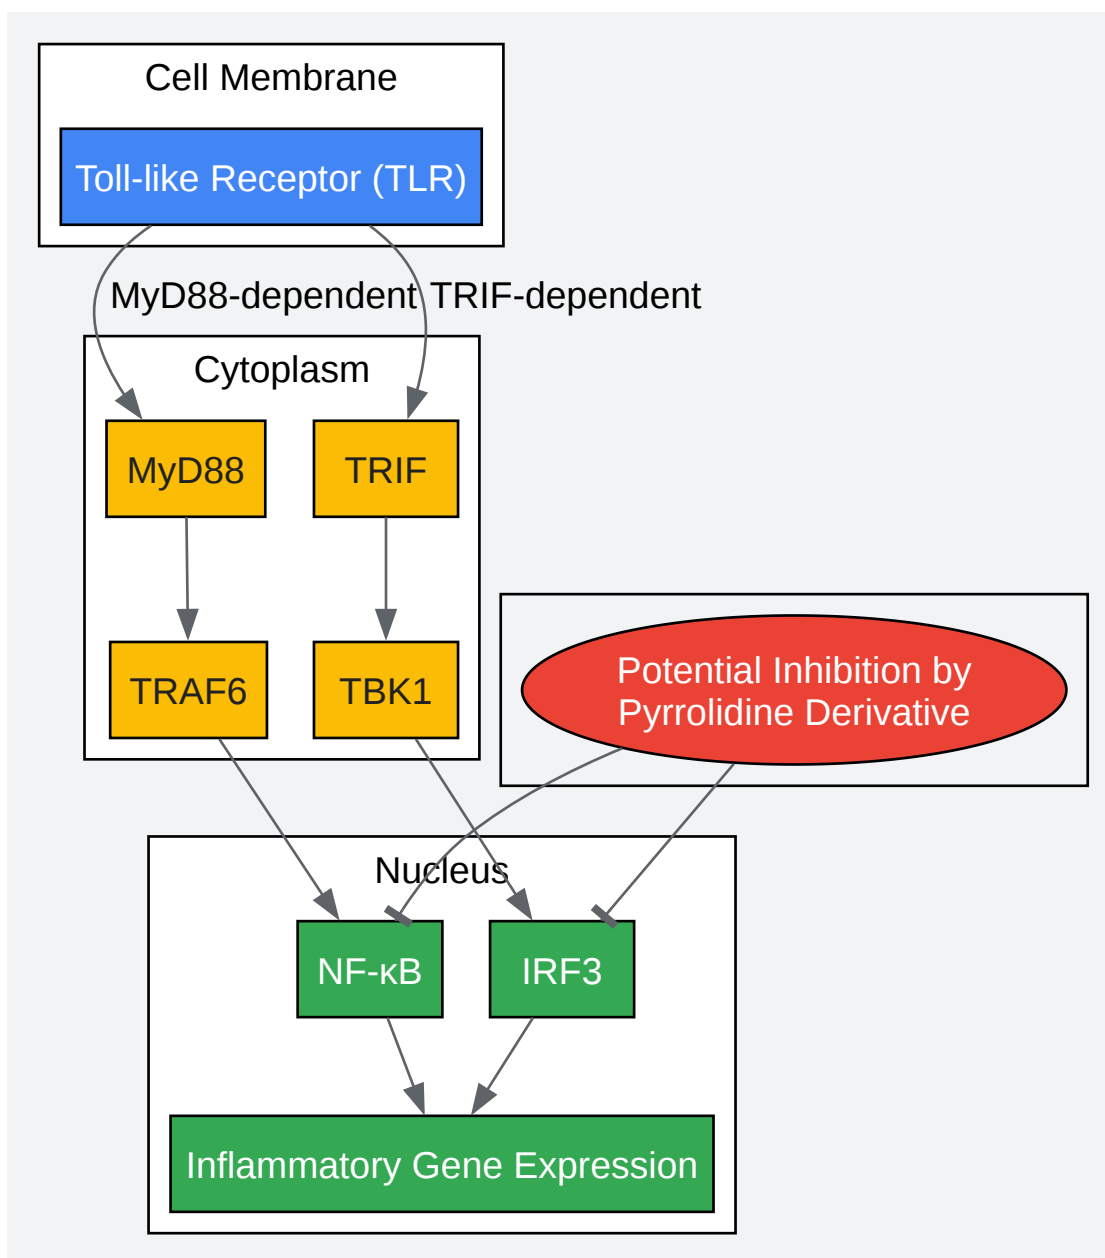 Cell Membrane
Toll-like Receptor (TLR)
MyD88-dependent
TRIF-dependent
Cytoplasm
MyD88
TRIF
TRAF6
TBK1
Potential Inhibition by
Pyrrolidine Derivative
Nucleus
NF-κB
IRF3
Inflammatory Gene Expression